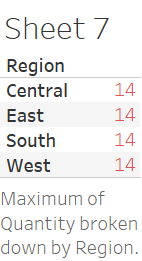 Sheet 7
Region
Central 14
East 14
South 14
West 14
Maximum of
Quantity broken
down by Region.